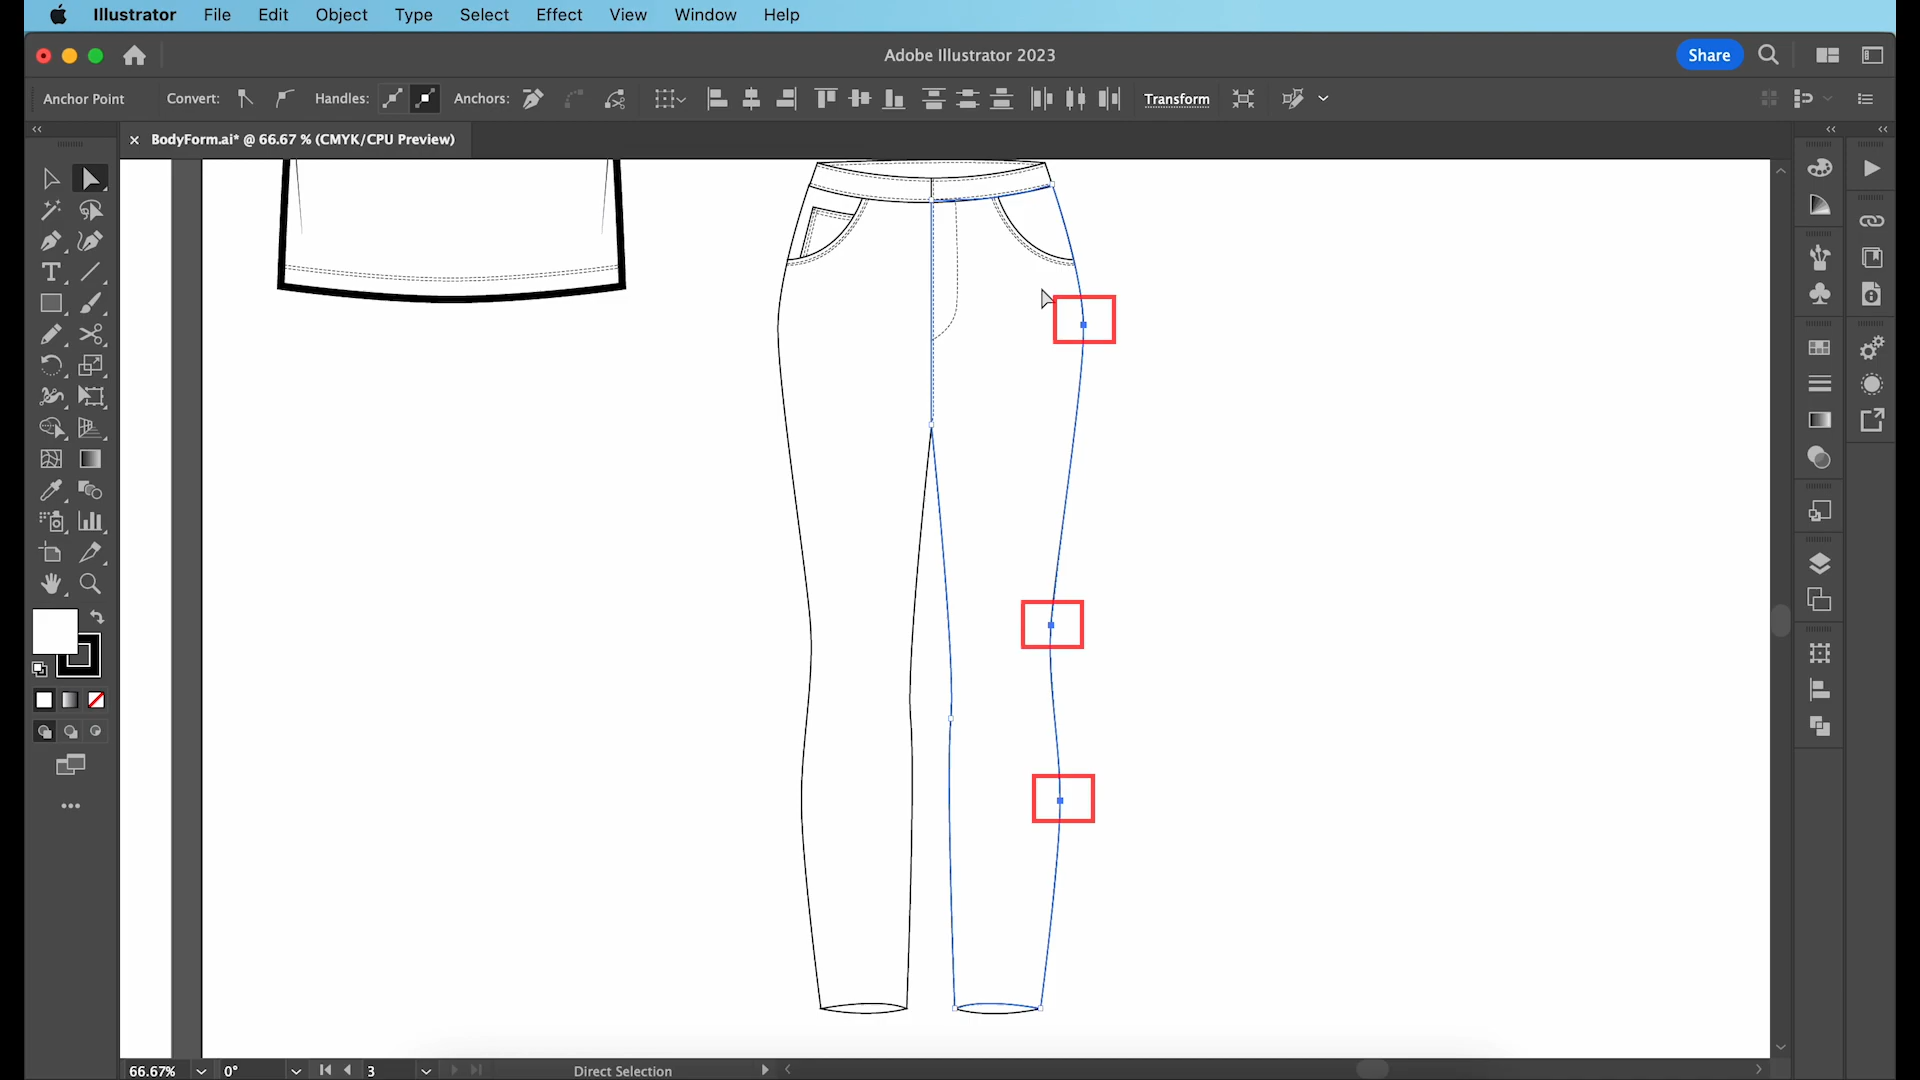 Illustrator File Edit Object Type Select Effect View Window Help
Adobe Illustrator 2023
Share
Anchor Point Convert: Handles: Anchors: Transform
BodyForm.ai* @ 66.67 % (CMYK/CPU Preview)
66.67% 0° 3 Direct Selection